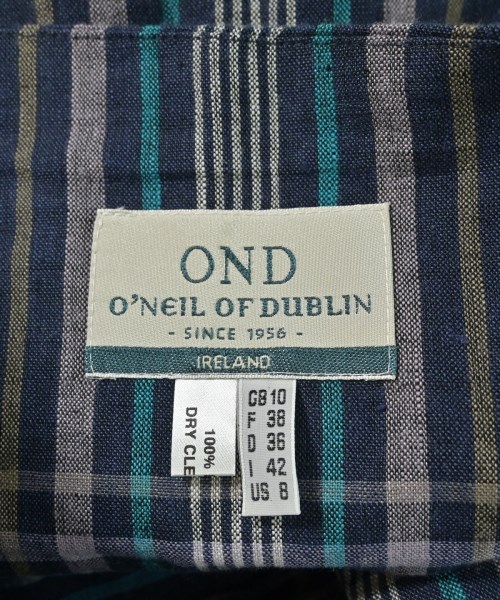 OND
O'NEIL OF DUBLIN
- SINCE 1956 -
IRELAND
100%
DRY CLE
GB 10
F 38
D 36
I 42
US 8